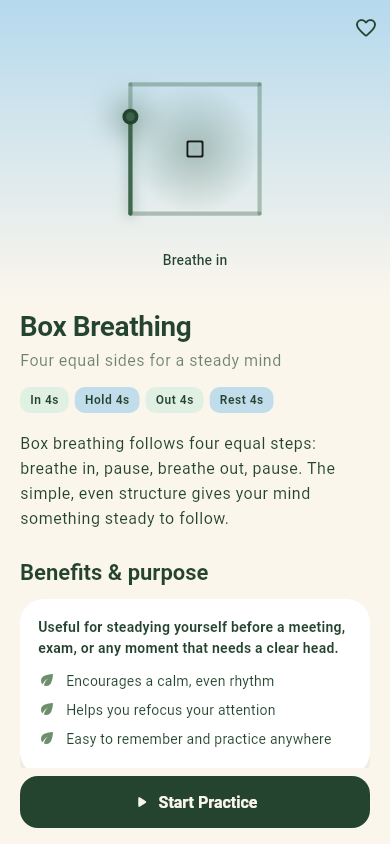 Breathe in
Box Breathing
Four equal sides for a steady mind
In 4s Hold 4s Out 4s Rest 4s
Box breathing follows four equal steps:
breathe in, pause, breathe out, pause. The
simple, even structure gives your mind
something steady to follow.
Benefits & purpose
Useful for steadying yourself before a meeting,
exam, or any moment that needs a clear head.
Encourages a calm, even rhythm
Helps you refocus your attention
Easy to remember and practice anywhere
Start Practice